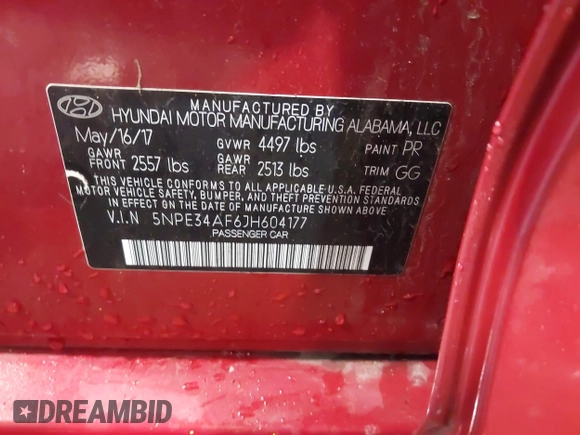 MANUFACTURED BY
HYUNDAI MOTOR MANUFACTURING ALABAMA, LLC
May/16/17 GVWR 4497 lbs PAINT PR
GAWR FRONT 2557 lbs GAWR REAR 2513 lbs TRIM GG
THIS VEHICLE CONFORMS TO ALL APPLICABLE U.S.A. FEDERAL
MOTOR VEHICLE SAFETY, BUMPER, AND THEFT PREVENTION STANDARDS
IN EFFECT ON THE DATE OF MANUFACTURE SHOWN ABOVE.
V.I.N 5NPE34AF6JH604177
PASSENGER CAR
DREAMBID